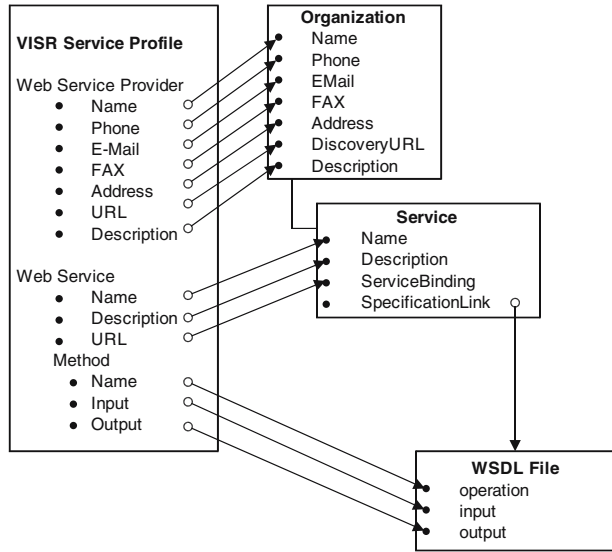 VISR Service Profile
Web Service Provider
• Name
• Phone
• E-Mail
• FAX
• Address
• URL
• Description
Web Service
• Name
• Description
• URL
Method
• Name
• Input
• Output
Organization
• Name
• Phone
• EMail
• FAX
• Address
• DiscoveryURL
• Description
Service
• Name
• Description
• ServiceBinding
• SpecificationLink
WSDL File
• operation
• input
• output